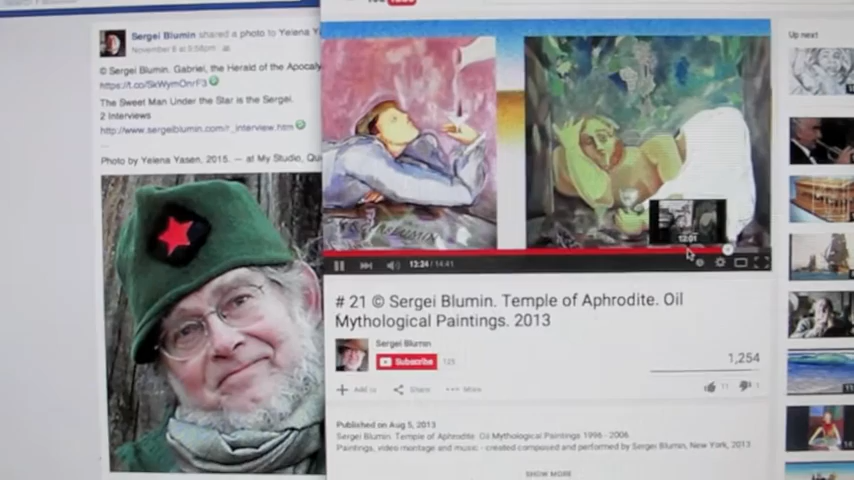 Sergei Blumin shared a photo to Yelena Y
November 6 at 5:58pm
© Sergei Blumin. Gabriel, the Herald of the Apocaly
https://t.co/SkWymOnrF3
The Sweet Man Under the Star is the Sergei.
2 Interviews
http://www.sergeiblumin.com/r_interview.htm
...
Photo by Yelena Yasen, 2015. — at My Studio, Qu
Up next
12:01
13:24 / 14:41
# 21 © Sergei Blumin. Temple of Aphrodite. Oil
Mythological Paintings. 2013
Sergei Blumin
Subscribe 125
1,254
Add to Share More
11 1
Published on Aug 5, 2013
Sergei Blumin. Temple of Aphrodite. Oil Mythological Paintings 1996 - 2006
Paintings, video montage and music - created composed and performed by Sergei Blumin, New York, 2013
SHOW MORE